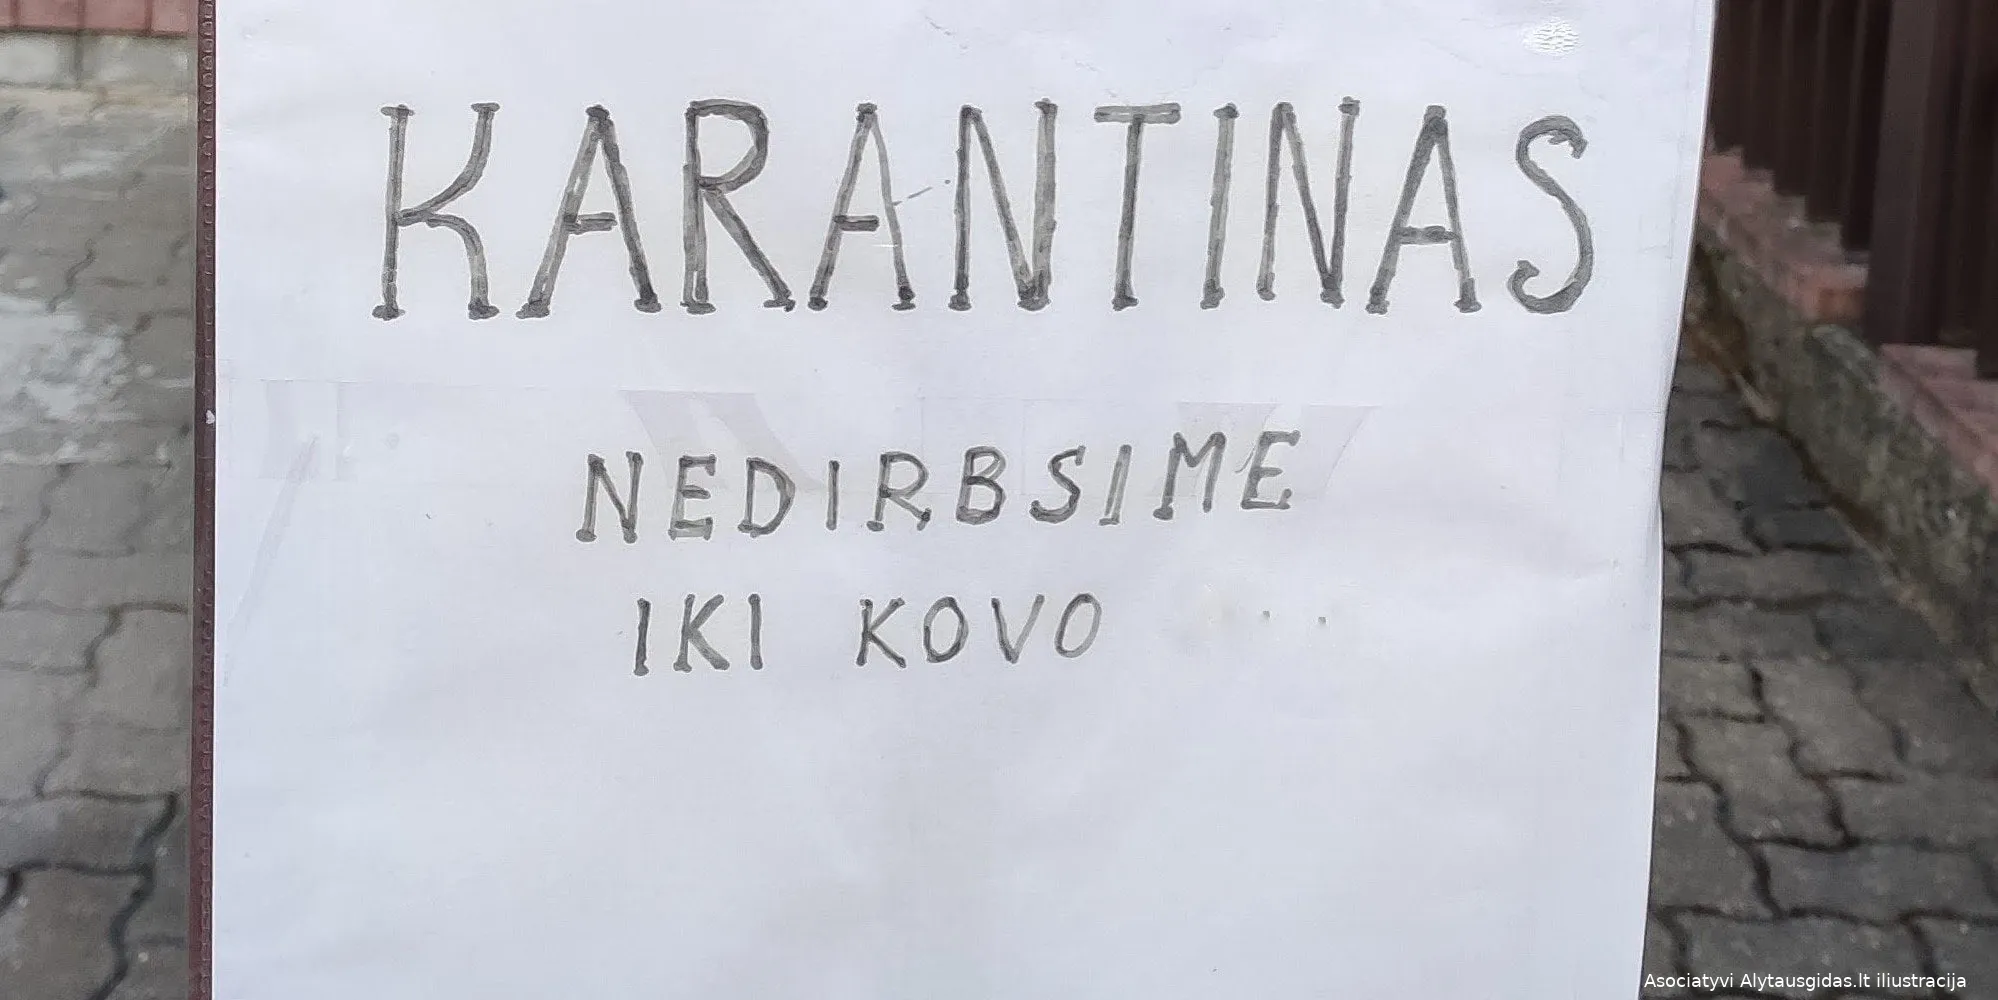 KARANTINAS
NEDIRBSIME
IKI KOVO
Asociatyvi Alytausgidas.lt iliustracija